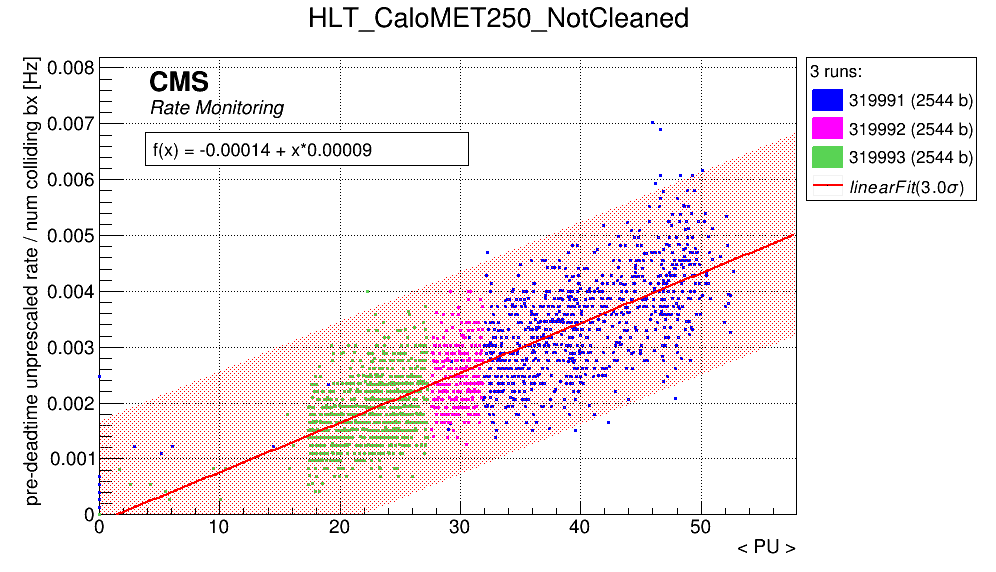 HLT_CaloMET250_NotCleaned
pre-deadtime unprescaled rate / num colliding bx [Hz]
0.008
0.007
0.006
0.005
0.004
0.003
0.002
0.001
0
CMS
Rate Monitoring
f(x) = -0.00014 + x*0.00009
0 10 20 30 40 50
< PU >
3 runs:
319991 (2544 b)
319992 (2544 b)
319993 (2544 b)
linearFit(3.0σ)